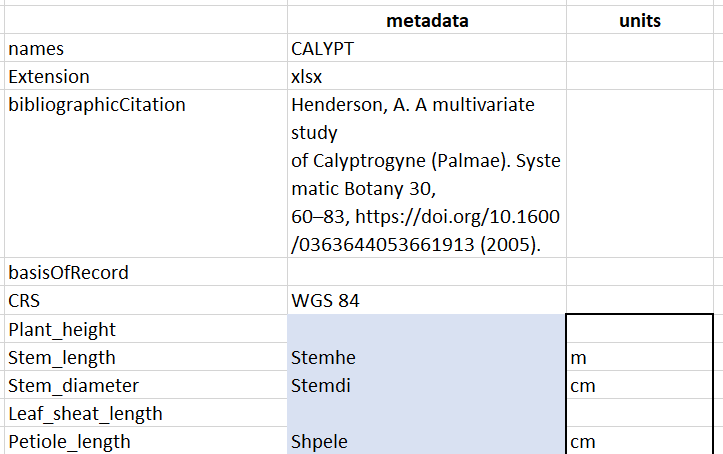 metadata units
names CALYPT
Extension xlsx
bibliographicCitation Henderson, A. A multivariate
study
of Calyptrogyne (Palmae). Syste
matic Botany 30,
60–83, https://doi.org/10.1600
/0363644053661913 (2005).
basisOfRecord
CRS WGS 84
Plant_height
Stem_length Stemhe m
Stem_diameter Stemdi cm
Leaf_sheat_length
Petiole_length Shpele cm